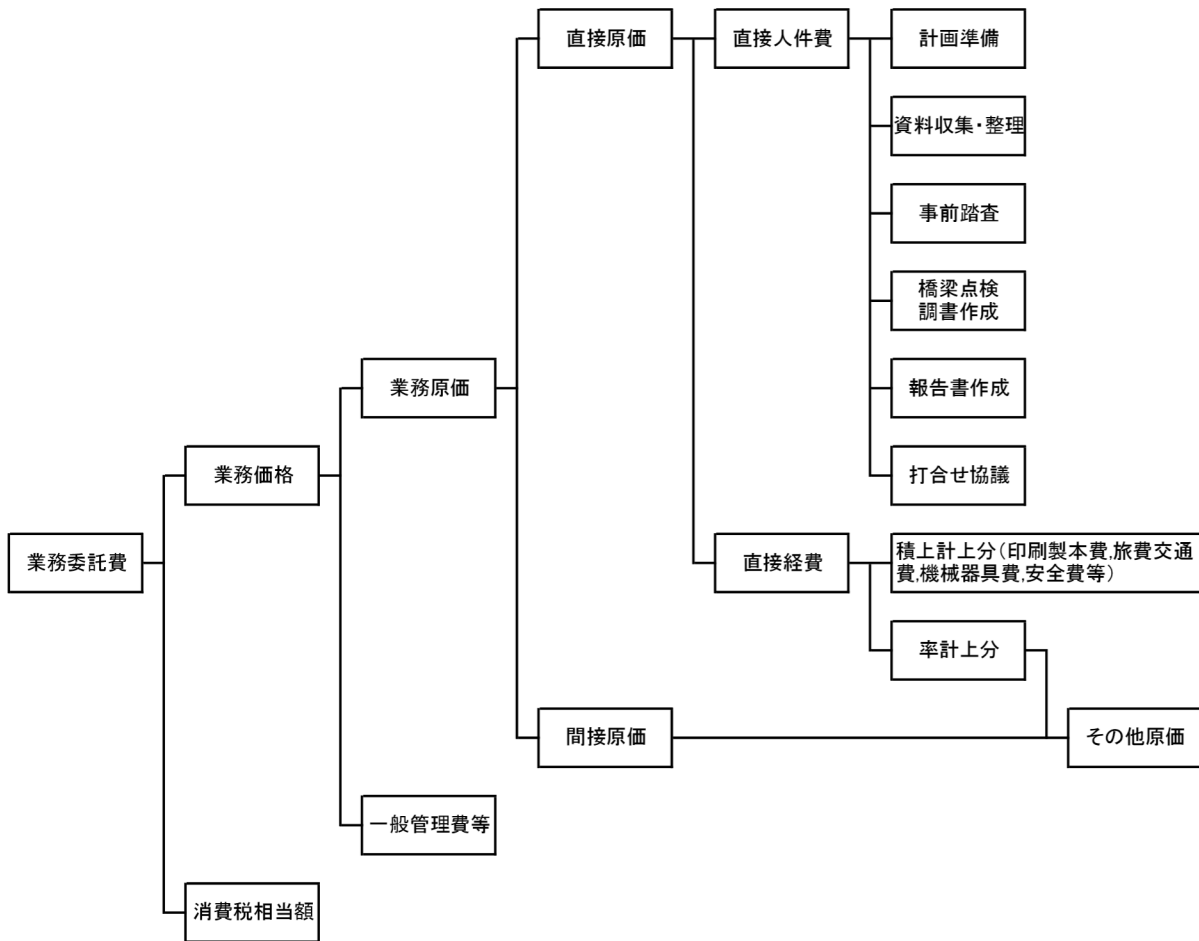 直接原価
直接人件費
計画準備
資料収集・整理
事前踏査
橋梁点検
調書作成
業務原価
報告書作成
業務価格
打合せ協議
業務委託費
直接経費
積上計上分（印刷製本費,旅費交通
費,機械器具費,安全費等）
率計上分
間接原価
その他原価
一般管理費等
消費税相当額